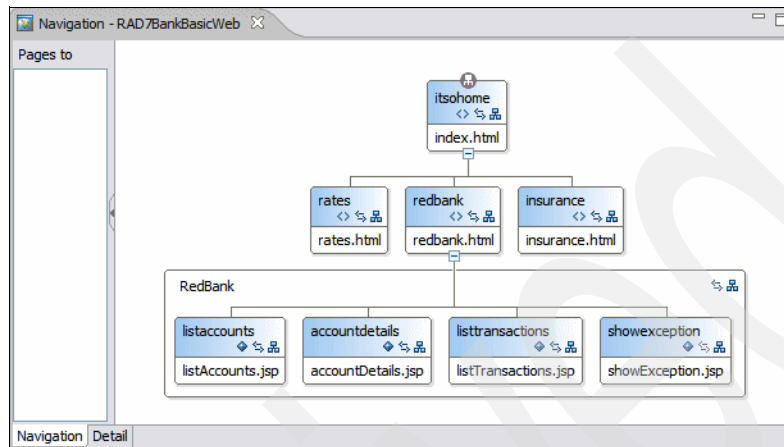 Navigation - RAD7BankBasicWeb
Pages to
itsohome
index.html
rates
redbank
insurance
rates.html
redbank.html
insurance.html
RedBank
listaccounts
accountdetails
listtransactions
showexception
listAccounts.jsp
accountDetails.jsp
listTransactions.jsp
showException.jsp
Navigation Detail